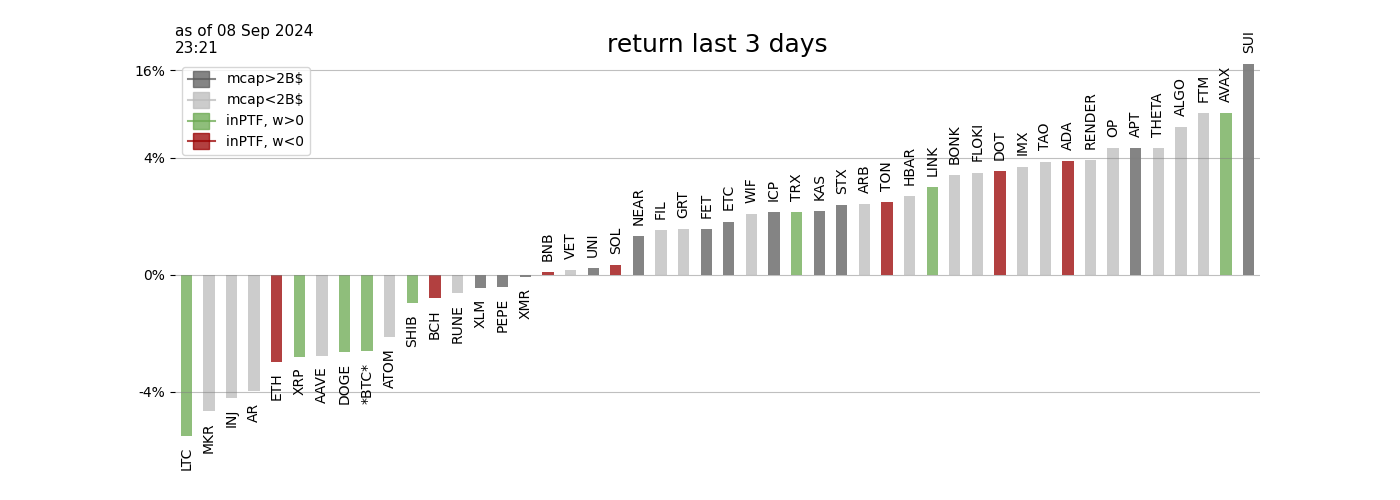 as of 08 Sep 2024
23:21
return last 3 days
mcap>2B$
mcap<2B$
inPTF, w>0
inPTF, w<0
16%
4%
0%
-4%
LTC
MKR
INJ
AR
ETH
XRP
AAVE
DOGE
*BTC*
ATOM
SHIB
BCH
RUNE
XLM
PEPE
XMR
BNB
VET
UNI
SOL
NEAR
FIL
GRT
FET
ETC
WIF
ICP
TRX
KAS
STX
ARB
TON
HBAR
LINK
BONK
FLOKI
DOT
IMX
TAO
ADA
RENDER
OP
APT
THETA
ALGO
FTM
AVAX
SUI